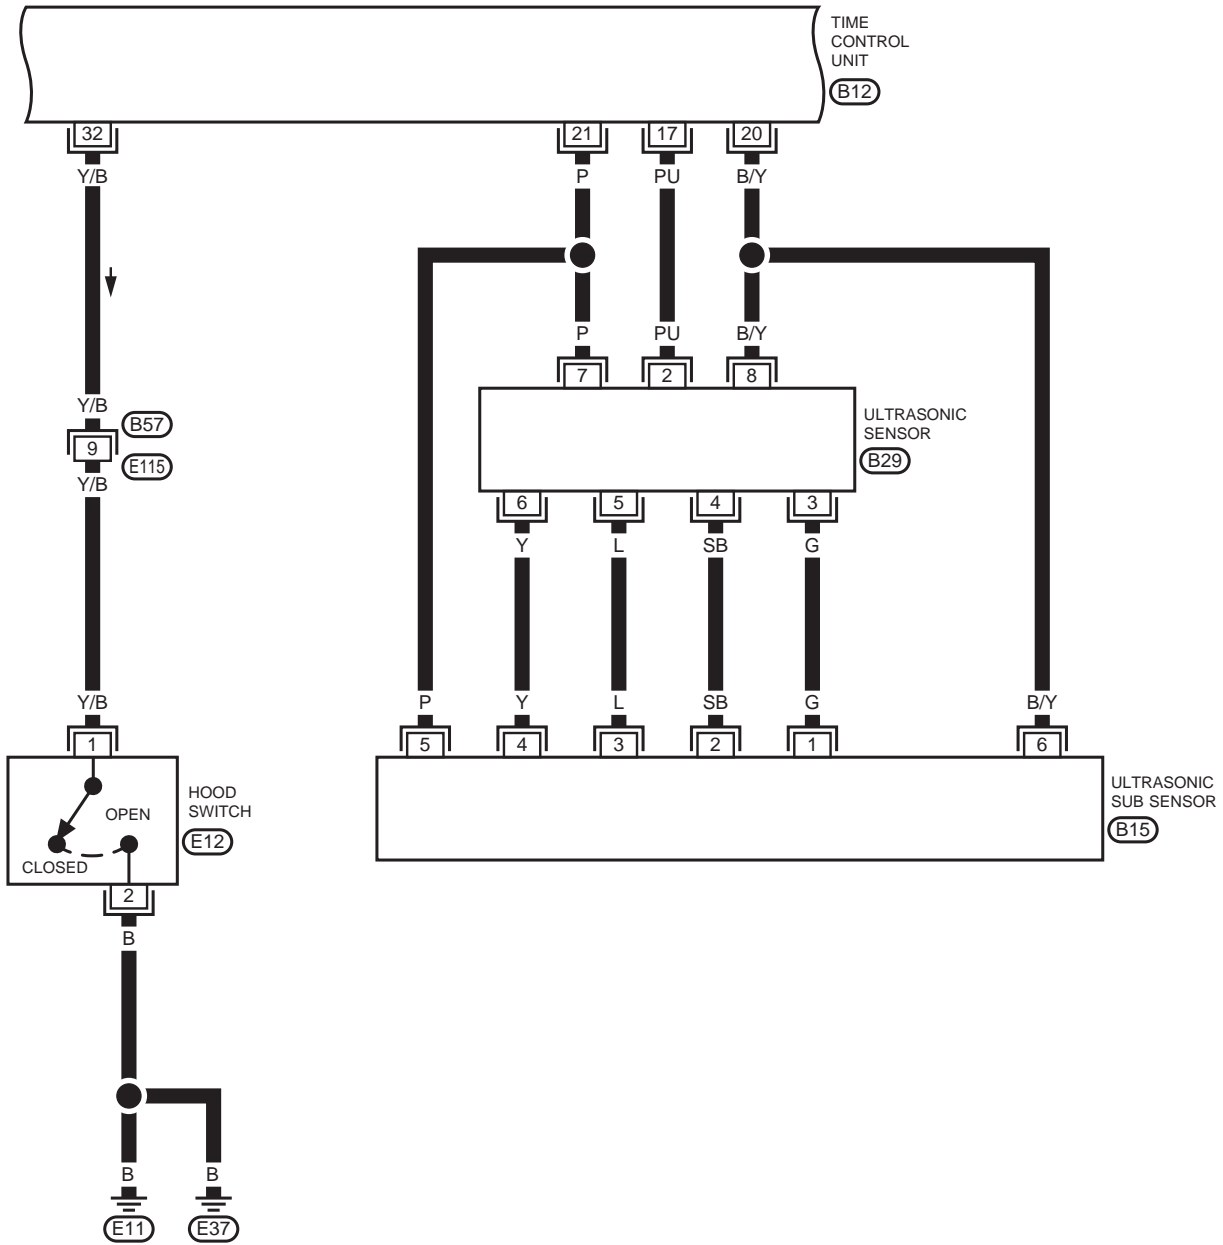 TIME
CONTROL
UNIT
B12
32 21 17 20
Y/B P PU B/Y
P PU B/Y
7 2 8
Y/B
B57
9
E115
Y/B
ULTRASONIC
SENSOR
B29
6 5 4 3
Y L SB G
Y/B P Y L SB G B/Y
1 5 4 3 2 1 6
HOOD
SWITCH
E12
OPEN
CLOSED
ULTRASONIC
SUB SENSOR
B15
2
B
B B
E11 E37